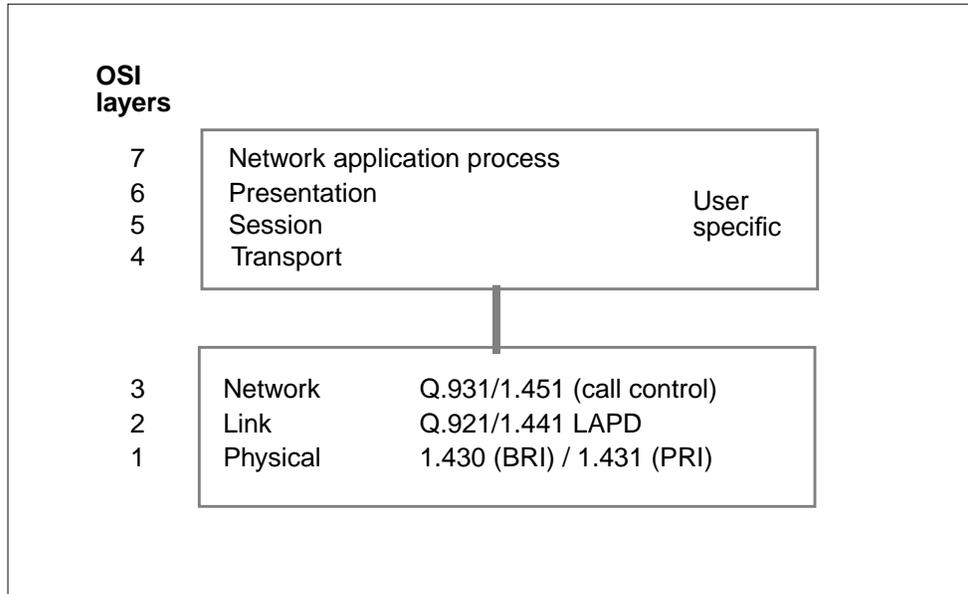 OSI
layers
7 Network application process
6 Presentation
5 Session
4 Transport
User
specific
3 Network Q.931/1.451 (call control)
2 Link Q.921/1.441 LAPD
1 Physical 1.430 (BRI) / 1.431 (PRI)